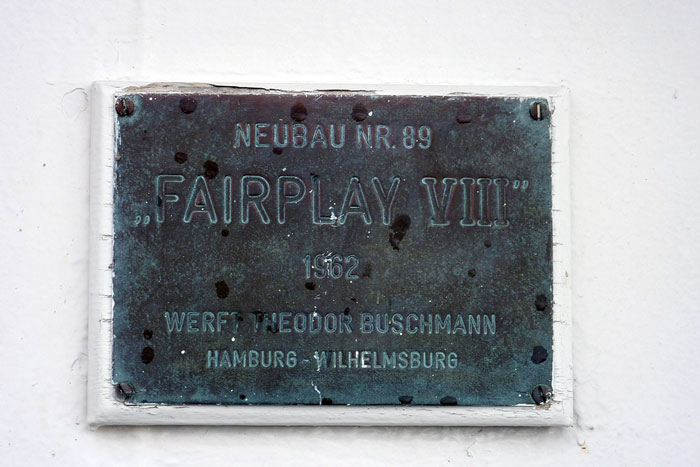 NEUBAU NR. 89
„FAIRPLAY VIII”
1962
WERFT THEODOR BUSCHMANN
HAMBURG - WILHELMSBURG